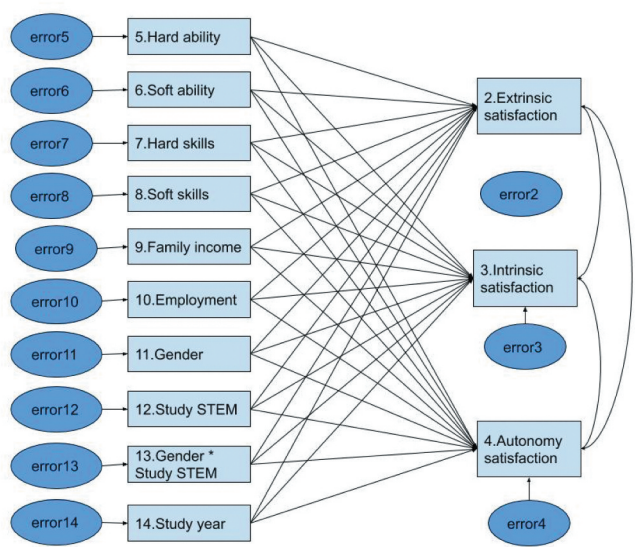 error5
5.Hard ability
error6
6.Soft ability
2.Extrinsic
satisfaction
error7
7.Hard skills
error8
8.Soft skills
error2
error9
9.Family income
3.Intrinsic
satisfaction
error10
10.Employment
error11
11.Gender
error3
error12
12.Study STEM
4.Autonomy
satisfaction
error13
13.Gender *
Study STEM
error14
14.Study year
error4